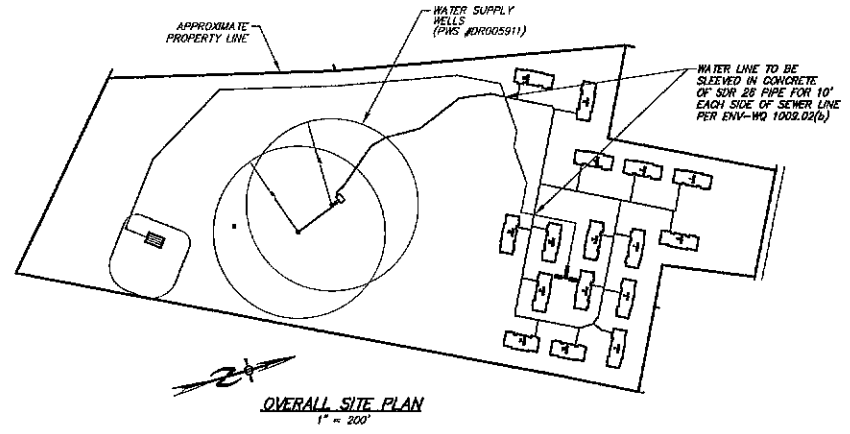 APPROXIMATE
PROPERTY LINE
WATER SUPPLY
WELLS
(PWS #DR005911)
WATER LINE TO BE
SLEEVED IN CONCRETE
OF SDR 26 PIPE FOR 10'
EACH SIDE OF SEWER LINE
PER ENV-WQ 1009.02(b)
N
OVERALL SITE PLAN
1" = 200'